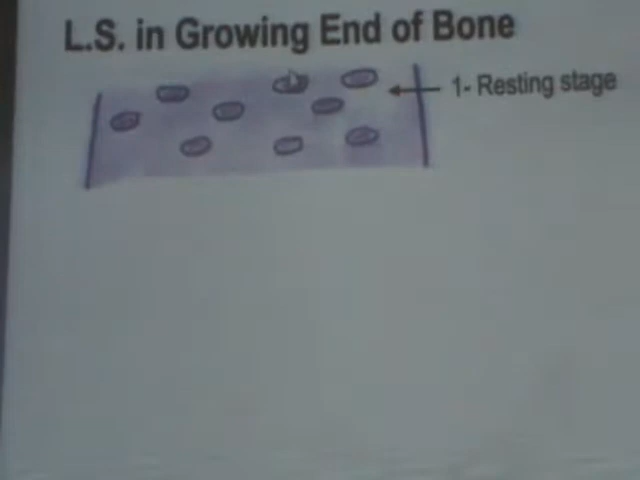 L.S. in Growing End of Bone
1- Resting stage